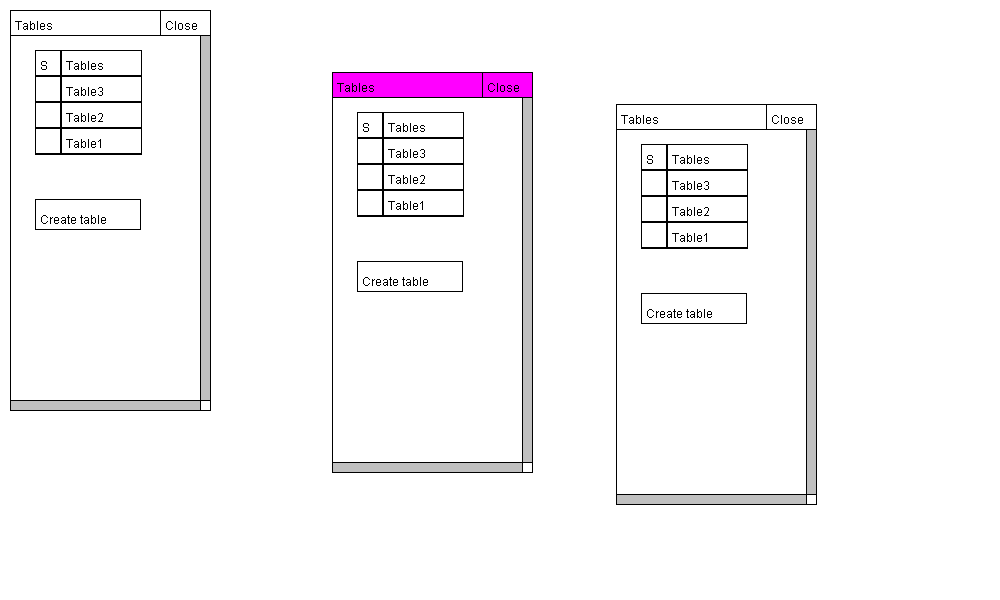 Tables Close
S Tables
Table3
Table2
Table1
Create table
Tables Close
S Tables
Table3
Table2
Table1
Create table
Tables Close
S Tables
Table3
Table2
Table1
Create table